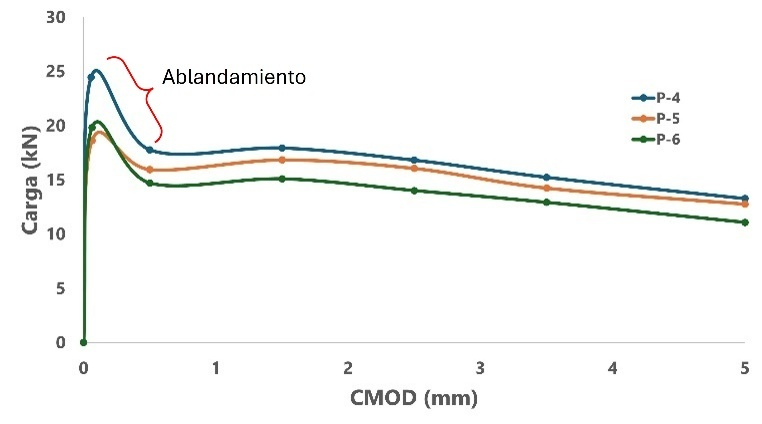 30
25
20
15
10
5
0
Carga (kN)
Ablandamiento
P-4
P-5
P-6
0 1 2 3 4 5
CMOD (mm)